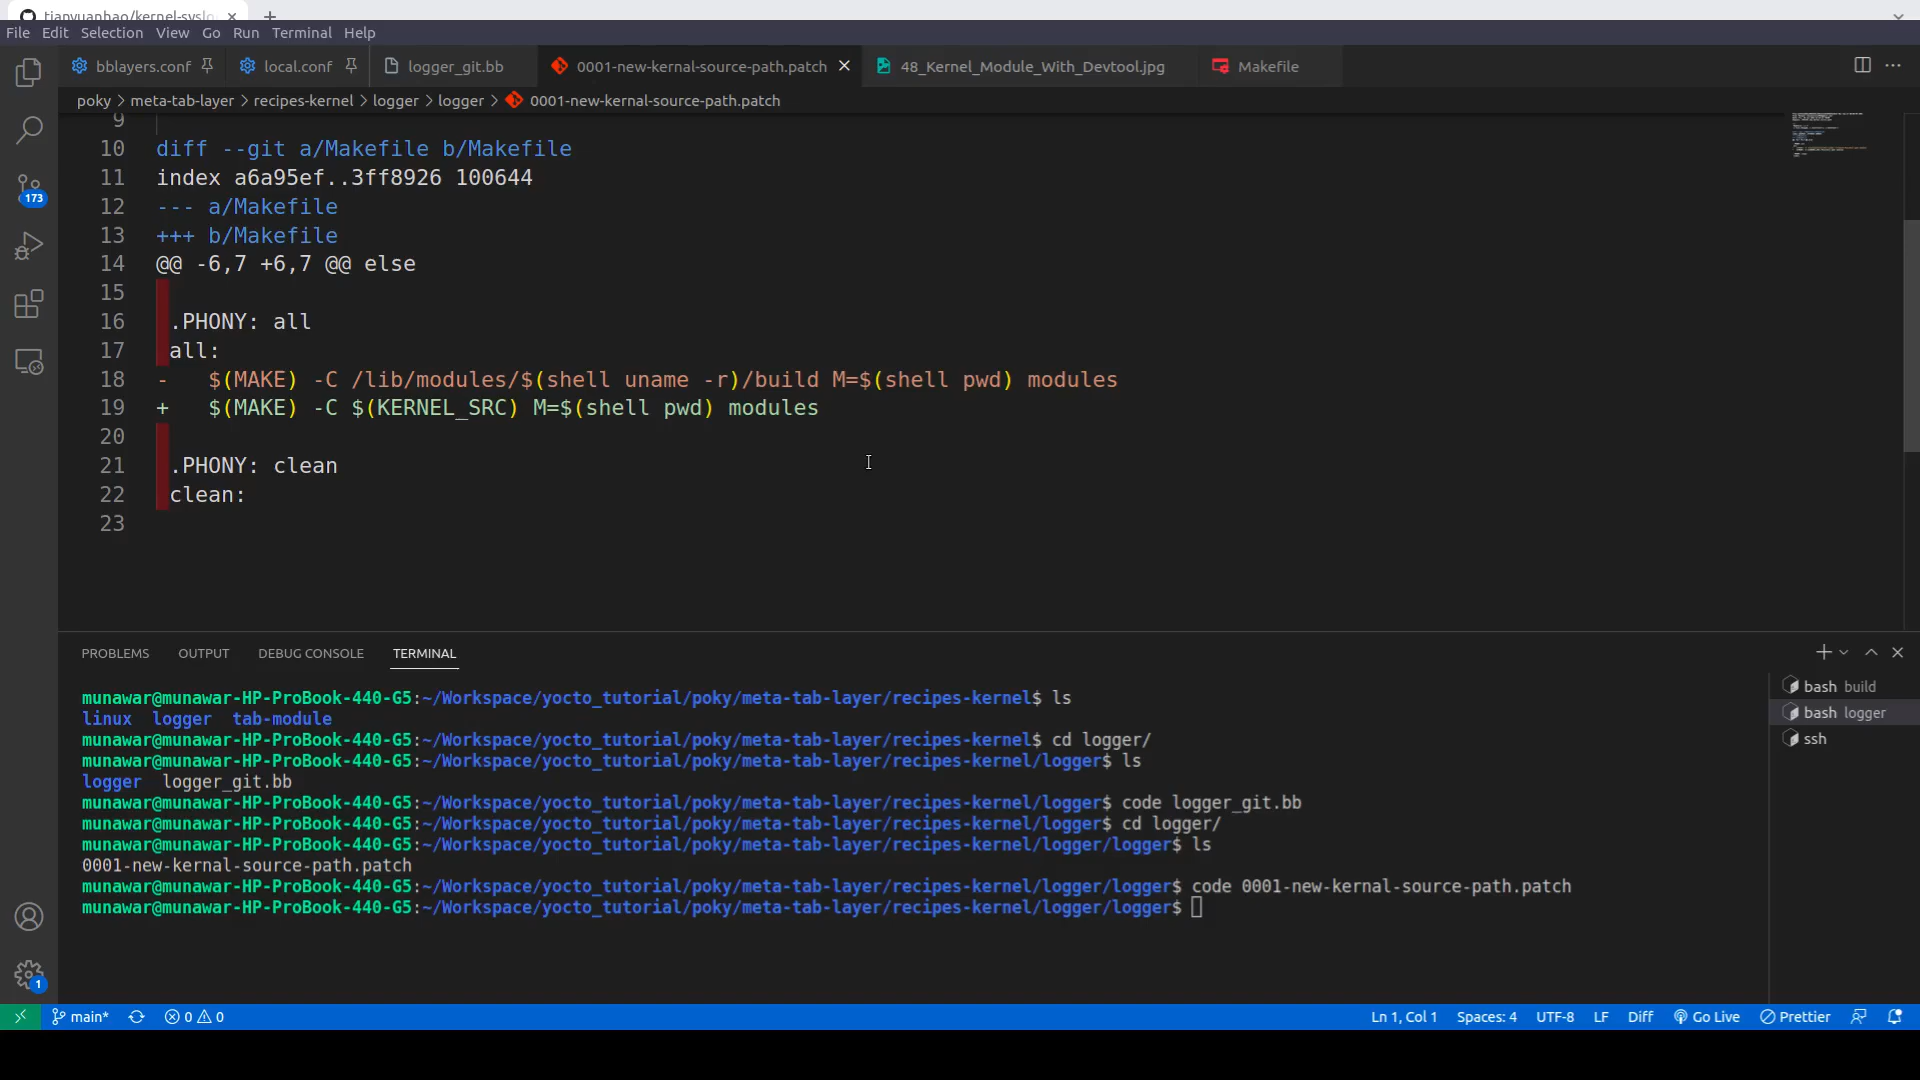 tianyuanhao/kernel-syslo
File Edit Selection View Go Run Terminal Help
bblayers.conf local.conf logger_git.bb 0001-new-kernal-source-path.patch 48_Kernel_Module_With_Devtool.jpg Makefile
poky > meta-tab-layer > recipes-kernel > logger > logger > 0001-new-kernal-source-path.patch
9
10 diff --git a/Makefile b/Makefile
11 index a6a95ef..3ff8926 100644
12 --- a/Makefile
13 +++ b/Makefile
14 @@ -6,7 +6,7 @@ else
15
16 .PHONY: all
17 all:
18 - $(MAKE) -C /lib/modules/$(shell uname -r)/build M=$(shell pwd) modules
19 + $(MAKE) -C $(KERNEL_SRC) M=$(shell pwd) modules
20
21 .PHONY: clean
22 clean:
23
173
PROBLEMS OUTPUT DEBUG CONSOLE TERMINAL
munawar@munawar-HP-ProBook-440-G5:~/Workspace/yocto_tutorial/poky/meta-tab-layer/recipes-kernel$ ls
linux logger tab-module
munawar@munawar-HP-ProBook-440-G5:~/Workspace/yocto_tutorial/poky/meta-tab-layer/recipes-kernel$ cd logger/
munawar@munawar-HP-ProBook-440-G5:~/Workspace/yocto_tutorial/poky/meta-tab-layer/recipes-kernel/logger$ ls
logger logger_git.bb
munawar@munawar-HP-ProBook-440-G5:~/Workspace/yocto_tutorial/poky/meta-tab-layer/recipes-kernel/logger$ code logger_git.bb
munawar@munawar-HP-ProBook-440-G5:~/Workspace/yocto_tutorial/poky/meta-tab-layer/recipes-kernel/logger$ cd logger/
munawar@munawar-HP-ProBook-440-G5:~/Workspace/yocto_tutorial/poky/meta-tab-layer/recipes-kernel/logger/logger$ ls
0001-new-kernal-source-path.patch
munawar@munawar-HP-ProBook-440-G5:~/Workspace/yocto_tutorial/poky/meta-tab-layer/recipes-kernel/logger/logger$ code 0001-new-kernal-source-path.patch
munawar@munawar-HP-ProBook-440-G5:~/Workspace/yocto_tutorial/poky/meta-tab-layer/recipes-kernel/logger/logger$
bash build
bash logger
ssh
1
main* 0 0 Ln 1, Col 1 Spaces: 4 UTF-8 LF Diff Go Live Prettier